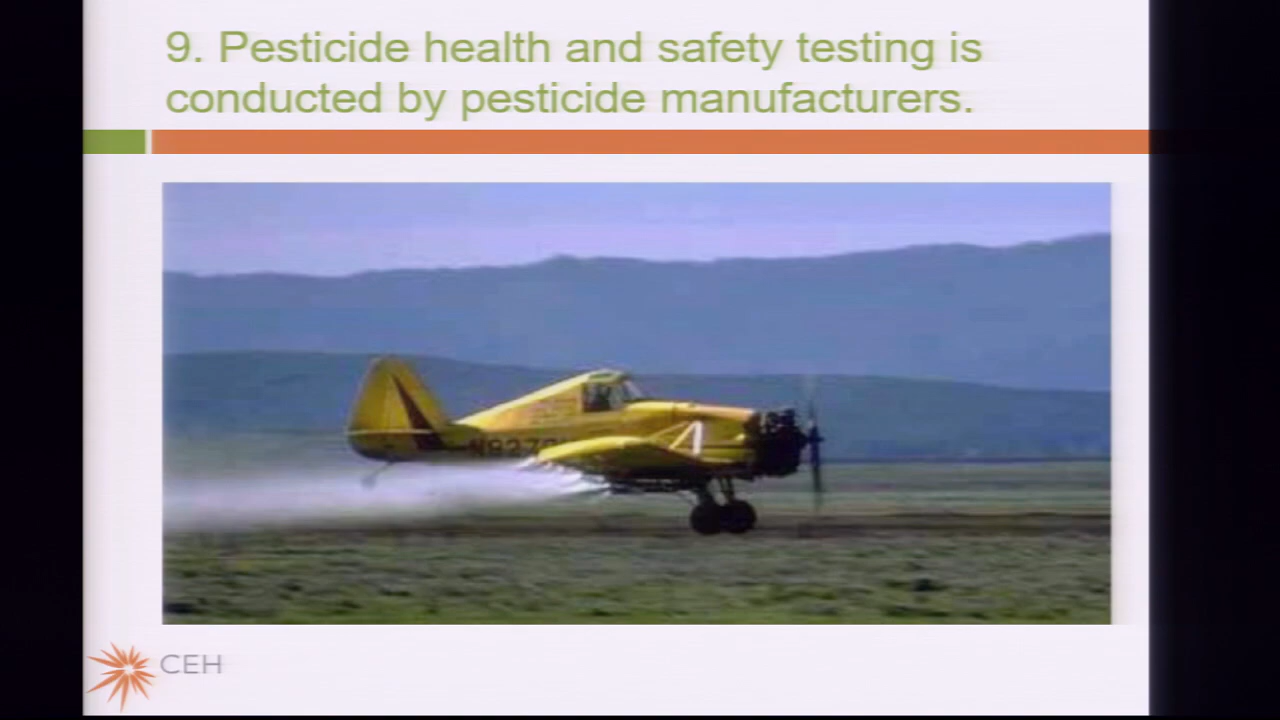 9. Pesticide health and safety testing is
conducted by pesticide manufacturers.
CEH